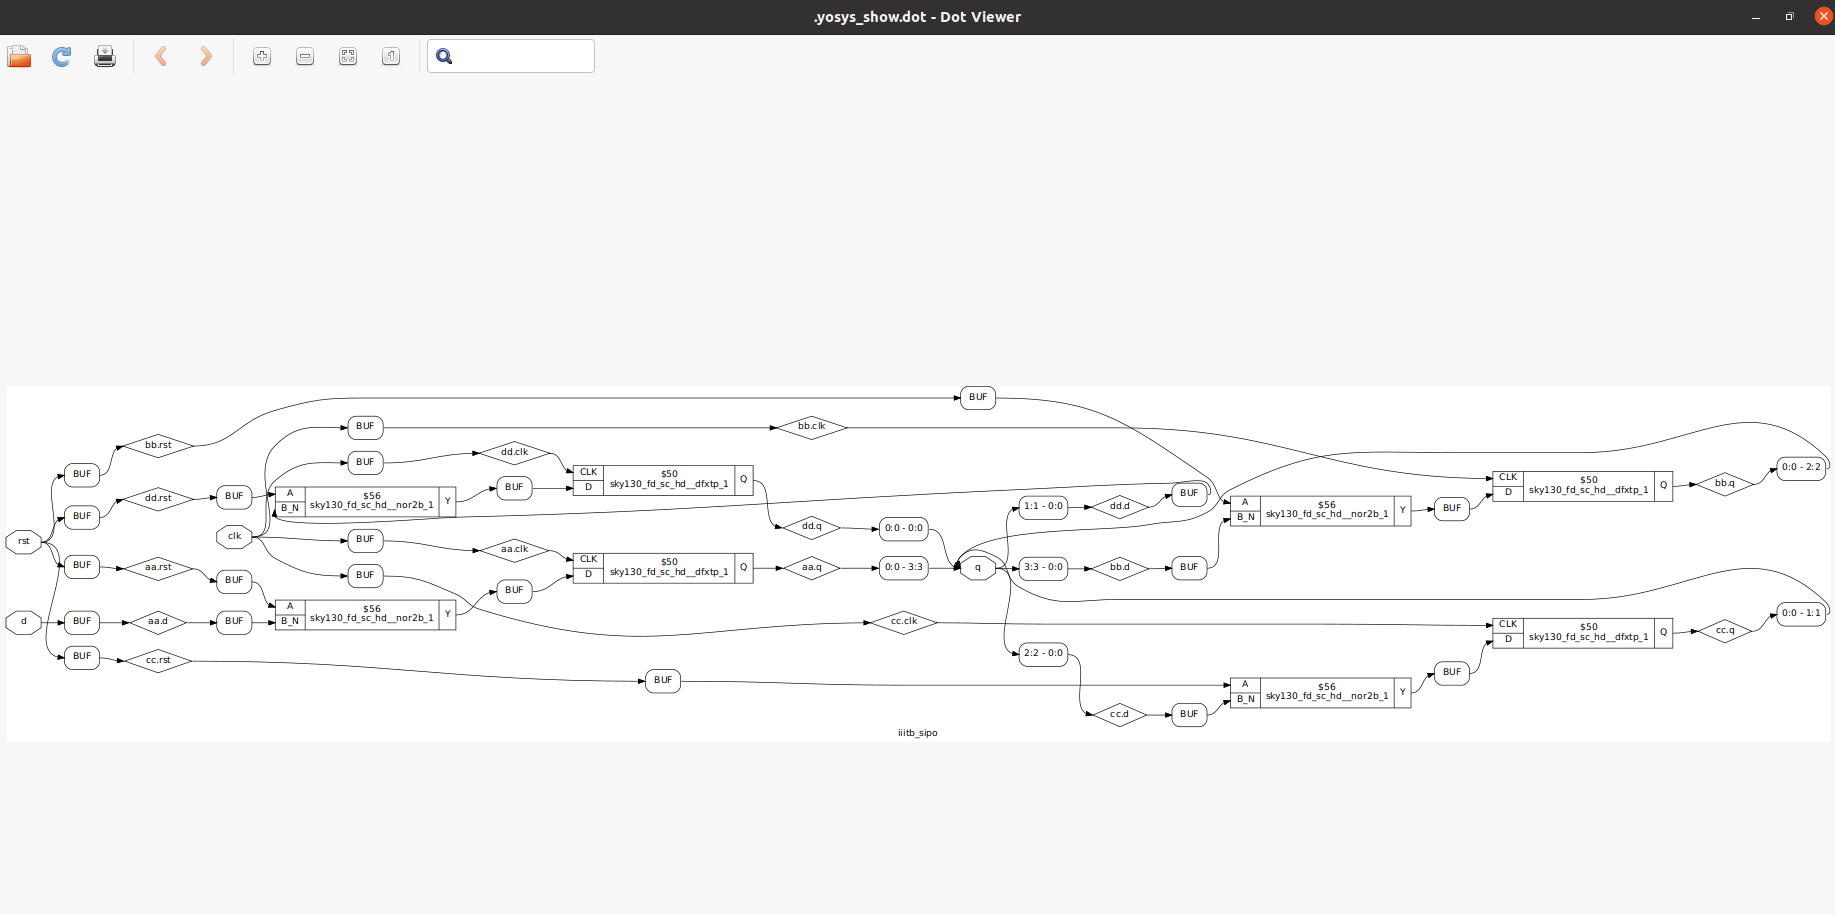 .yosys_show.dot - Dot Viewer
BUF
BUF
bb.clk
bb.rst
BUF
dd.clk
BUF
0:0 - 2:2
CLK
D
$50
sky130_fd_sc_hd__dfxtp_1
Q
CLK
D
$50
sky130_fd_sc_hd__dfxtp_1
Q
bb.q
dd.rst
BUF
A
B_N
$56
sky130_fd_sc_hd__nor2b_1
Y
BUF
1:1 - 0:0
dd.d
BUF
A
B_N
$56
sky130_fd_sc_hd__nor2b_1
Y
BUF
BUF
rst
clk
BUF
aa.clk
dd.q
0:0 - 0:0
BUF
aa.rst
BUF
BUF
BUF
CLK
D
$50
sky130_fd_sc_hd__dfxtp_1
Q
aa.q
0:0 - 3:3
q
3:3 - 0:0
bb.d
BUF
d
BUF
aa.d
BUF
A
B_N
$56
sky130_fd_sc_hd__nor2b_1
Y
cc.clk
CLK
D
$50
sky130_fd_sc_hd__dfxtp_1
Q
cc.q
0:0 - 1:1
BUF
cc.rst
BUF
2:2 - 0:0
A
B_N
$56
sky130_fd_sc_hd__nor2b_1
Y
BUF
cc.d
BUF
iiitb_sipo